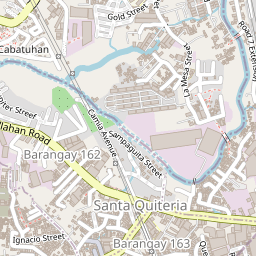 Gold Street
Cabatuhan
La Mesa Street
Road 7 Extension
Camia Avenue
Sampaguita Street
Barangay 162
Santa Quiteria
Ignacio Street
Barangay 163